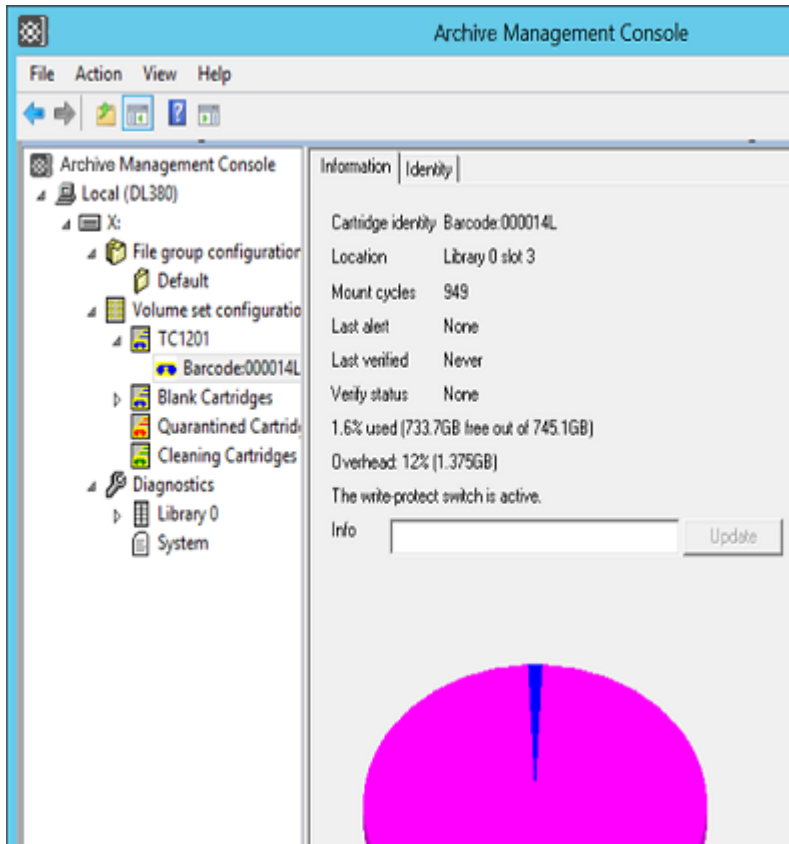 Archive Management Console
File Action View Help
Archive Management Console
Local (DL380)
X:
File group configuration
Default
Volume set configuratio
TC1201
Barcode:000014L
Blank Cartridges
Quarantined Cartrid
Cleaning Cartridges
Diagnostics
Library 0
System
Information Identity
Cartridge identity Barcode:000014L
Location Library 0 slot 3
Mount cycles 949
Last alert None
Last verified Never
Verify status None
1.6% used (733.7GB free out of 745.1GB)
Overhead: 12% (1.375GB)
The write-protect switch is active.
Info Update